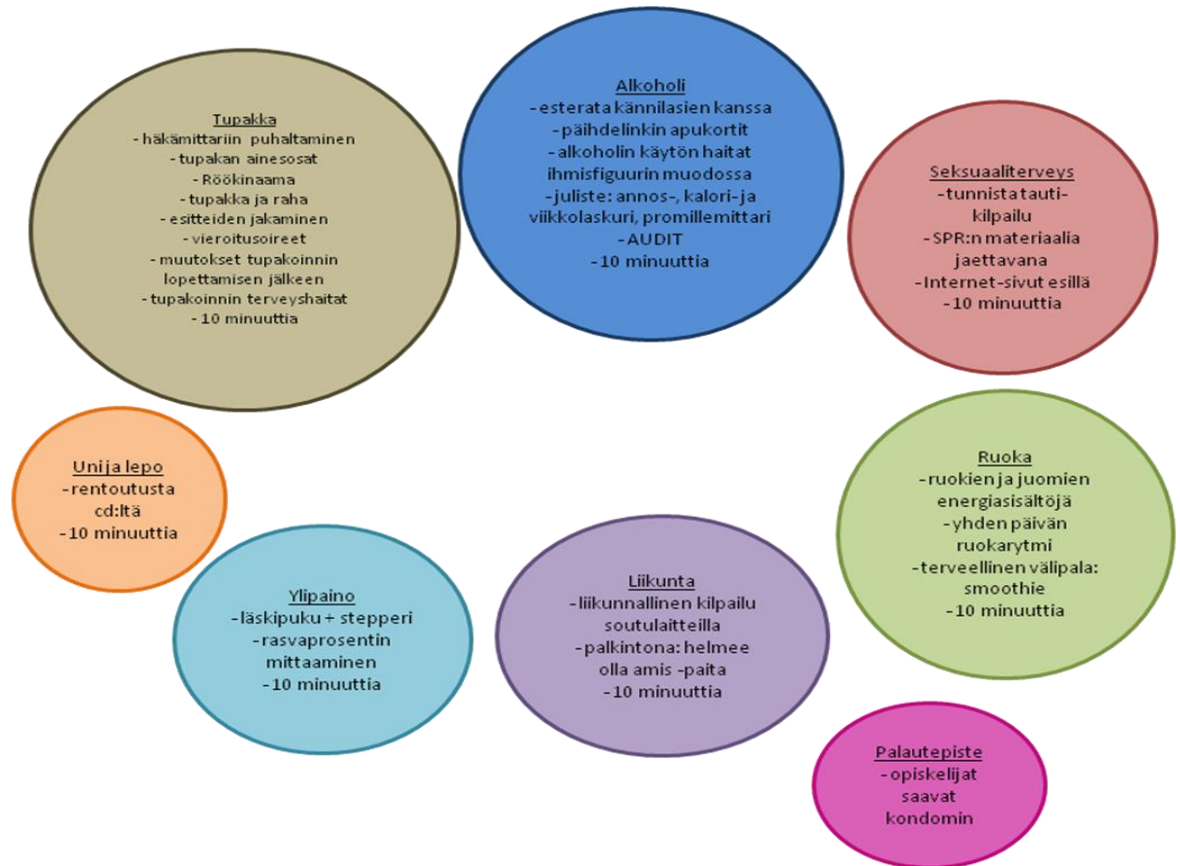 Tupakka
-häkämittariin puhaltaminen
-tupakan ainesosat
-Röökinaama
-tupakka ja raha
-esitteiden jakaminen
-vieroitusoireet
-muutokset tupakoinnin
lopettamisen jälkeen
-tupakoinnin terveyshaitat
-10 minuuttia
Alkoholi
-esterata kännilasien kanssa
-päihdelinkin apukortit
-alkoholin käytön haitat
ihmisfiguurin muodossa
-juliste: annos-, kalori- ja
viikkolaskuri, promillemittari
-AUDIT
-10 minuuttia
Seksuaaliterveys
-tunnista tauti-
kilpailu
-SPR:n materiaalia
jaettavana
-Internet-sivut esillä
-10 minuuttia
Uni ja lepo
-rentoutusta
cd:ltä
-10 minuuttia
Ylipaino
-läskipuku + stepperi
-rasvaprosentin
mittaaminen
-10 minuuttia
Liikunta
-liikunnallinen kilpailu
soutulaitteilla
-palkintona: helmee
olla amis -paita
-10 minuuttia
Ruoka
-ruokien ja juomien
energiasisältöjä
-yhden päivän
ruokarytmi
-terveellinen välipala:
smoothie
-10 minuuttia
Palautepiste
-opiskelijat
saavat
kondomin